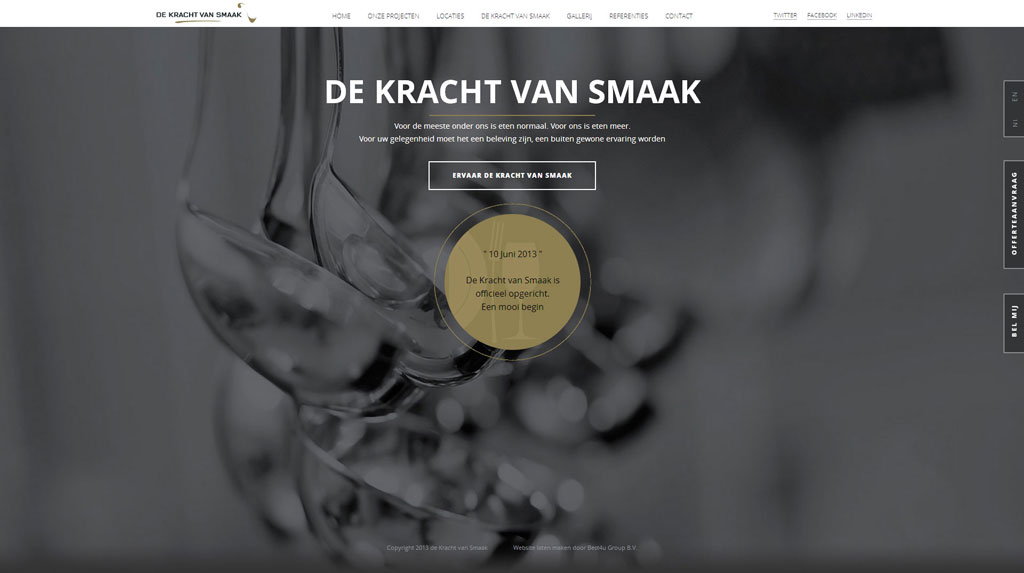 DE KRACHT VAN SMAAK
HOME ONZE PROJECTEN LOCATIES DE KRACHT VAN SMAAK GALLERIJ REFERENTIES CONTACT
TWITTER FACEBOOK LINKEDIN
DE KRACHT VAN SMAAK
Voor de meeste onder ons is eten normaal. Voor ons is eten meer.
Voor uw gelegenheid moet het een beleving zijn, een buiten gewone ervaring worden
ERVAAR DE KRACHT VAN SMAAK
" 10 Juni 2013 "
De Kracht van Smaak is
officieel opgericht.
Een mooi begin
NL EN
OFFERTEAANVRAAG
BEL MIJ
Copyright 2013 de Kracht van Smaak Website laten maken door Best4u Group B.V.